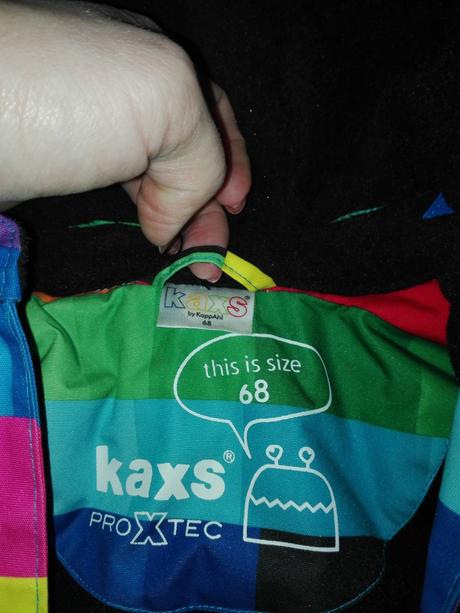 kaxs®
by KappAhl
68
this is size
68
kaxs®
PROXTEC